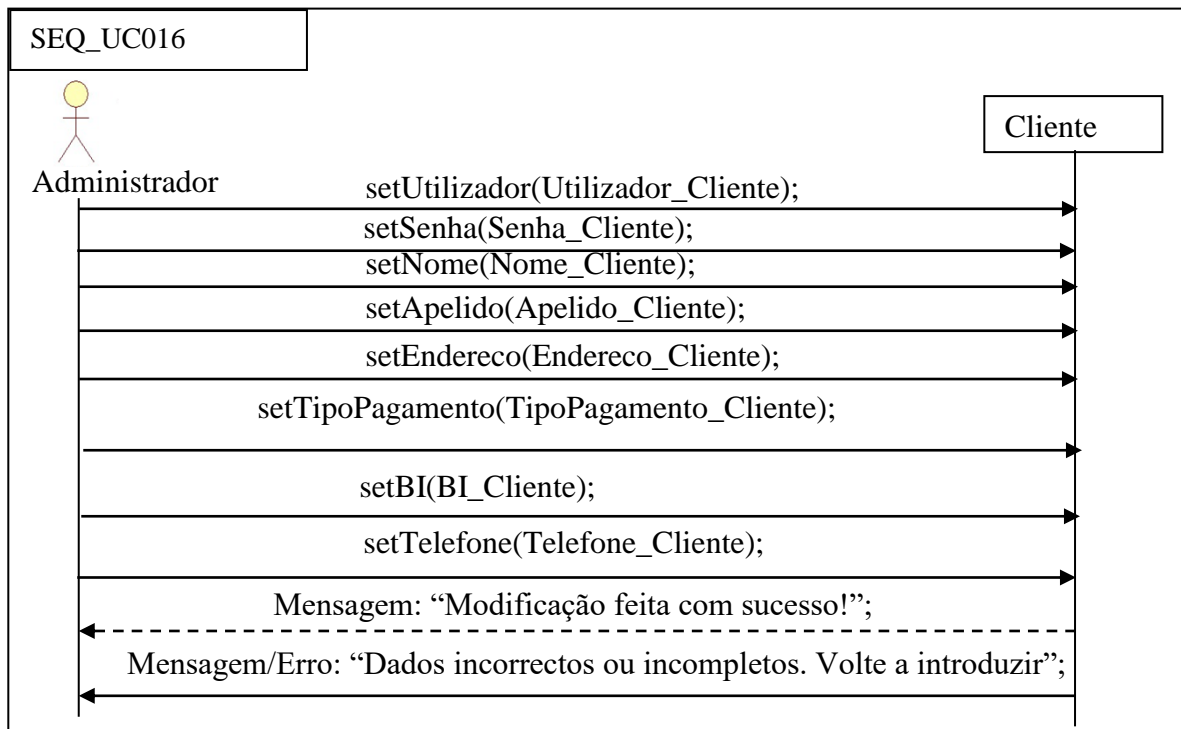 SEQ_UC016
Cliente
Administrador
setUtilizador(Utilizador_Cliente);
setSenha(Senha_Cliente);
setNome(Nome_Cliente);
setApelido(Apelido_Cliente);
setEndereco(Endereco_Cliente);
setTipoPagamento(TipoPagamento_Cliente);
setBI(BI_Cliente);
setTelefone(Telefone_Cliente);
Mensagem: “Modificação feita com sucesso!”;
Mensagem/Erro: “Dados incorrectos ou incompletos. Volte a introduzir”;